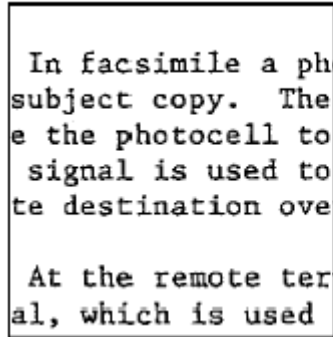 In facsimile a ph
subject copy. The
e the photocell to
signal is used to
te destination ove
At the remote ter
al, which is used